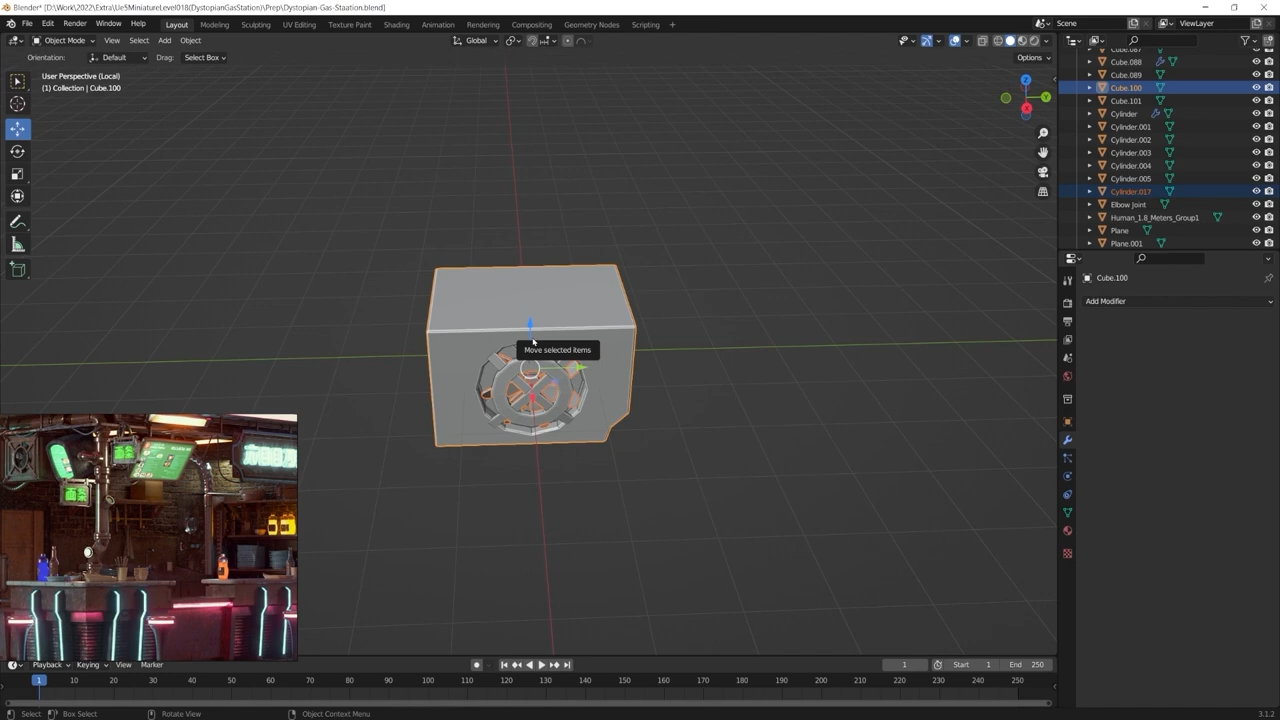 Blender* [D:\Work\2022\Extra\Ue5MiniatureLevel018(DystopianGasStation)\Prep\Dystopian-Gas-Staation.blend]
File Edit Render Window Help Layout Modeling Sculpting UV Editing Texture Paint Shading Animation Rendering Compositing Geometry Nodes Scripting + Scene ViewLayer
Object Mode View Select Add Object Global
Orientation: Default Drag: Select Box Options
User Perspective (Local)
(1) Collection | Cube.100
Move selected items
Cube.087
Cube.088
Cube.089
Cube.100
Cube.101
Cylinder
Cylinder.001
Cylinder.002
Cylinder.003
Cylinder.004
Cylinder.005
Cylinder.017
Elbow Joint
Human_1.8_Meters_Group1
Plane
Plane.001
Cube.100
Add Modifier
Playback Keying View Marker 1 Start 1 End 250
1 10 20 30 40 50 60 70 80 90 100 110 120 130 140 150 160 170 180 190 200 210 220 230 240 250
Select Box Select Rotate View Object Context Menu 3.1.2